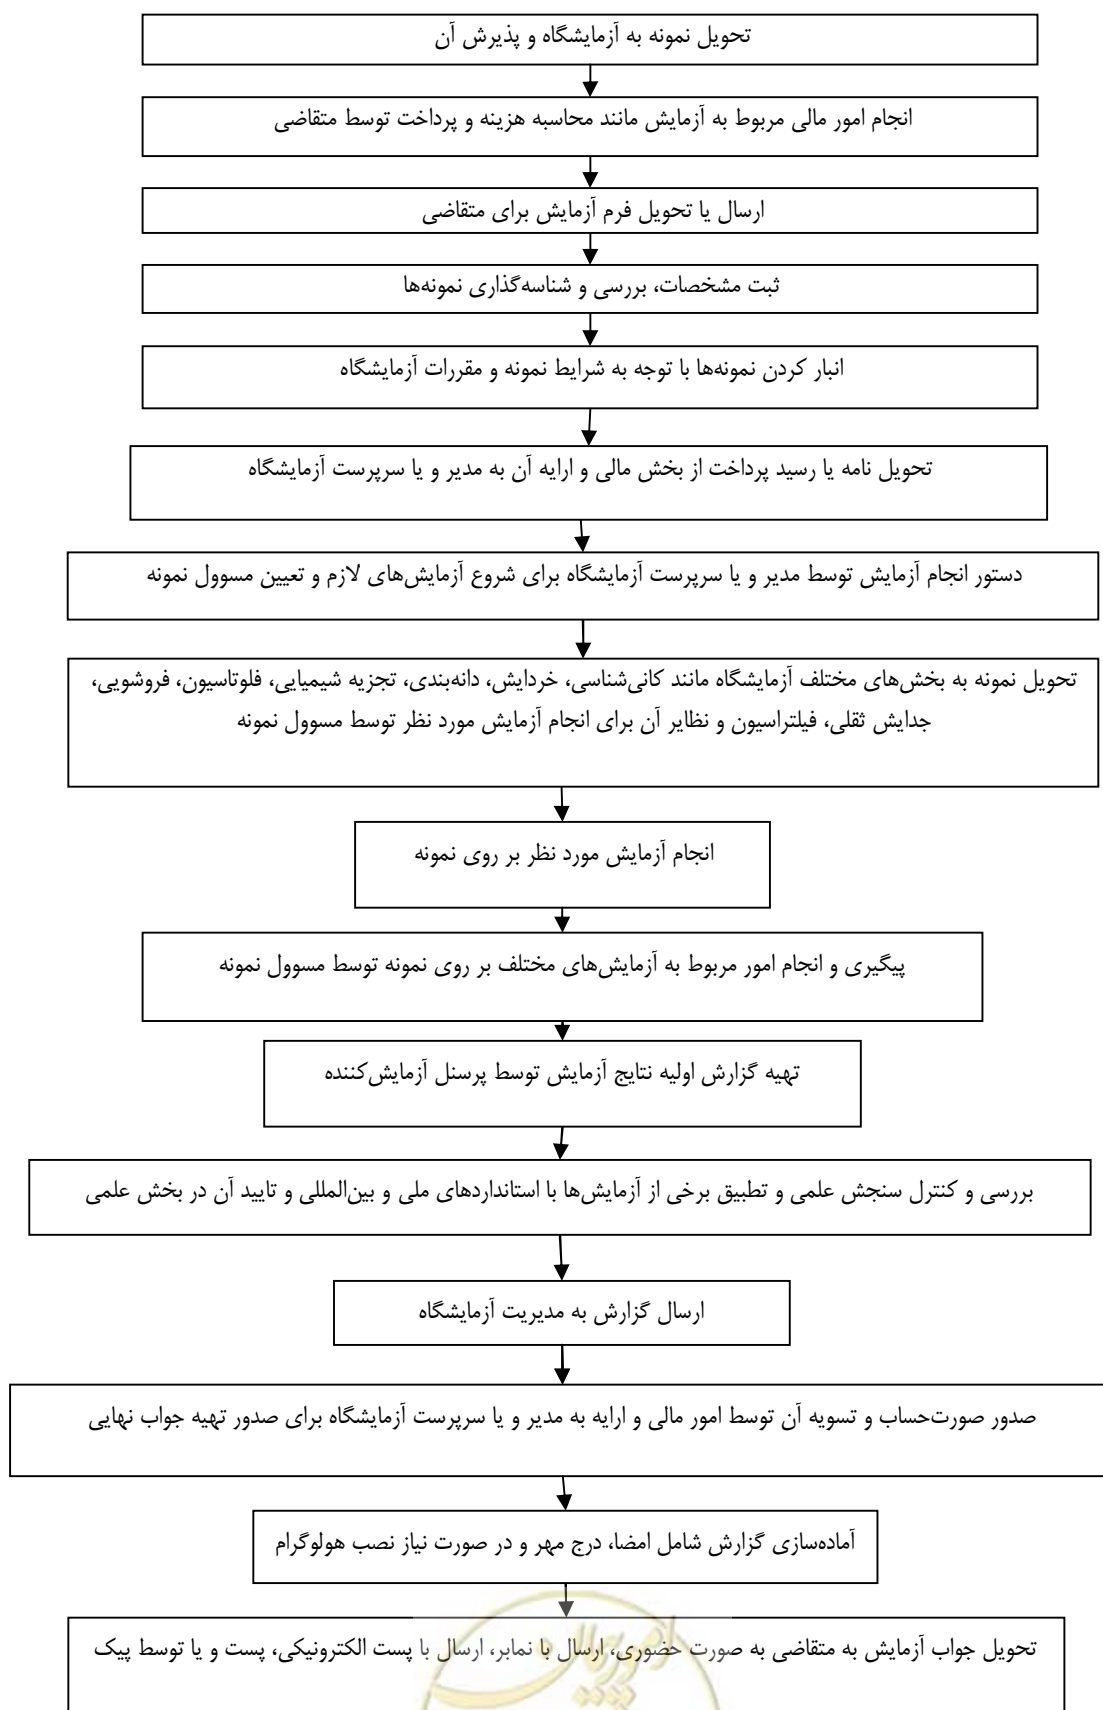 تحویل نمونه به آزمایشگاه و پذیرش آن
انجام امور مالی مربوط به آزمایش مانند محاسبه هزینه و پرداخت توسط متقاضی
ارسال یا تحویل فرم آزمایش برای متقاضی
ثبت مشخصات، بررسی و شناسه‌گذاری نمونه‌ها
انبار کردن نمونه‌ها با توجه به شرایط نمونه و مقررات آزمایشگاه
تحویل نامه یا رسید پرداخت از بخش مالی و ارایه آن به مدیر و یا سرپرست آزمایشگاه
دستور انجام آزمایش توسط مدیر و یا سرپرست آزمایشگاه برای شروع آزمایش‌های لازم و تعیین مسوول نمونه
تحویل نمونه به بخش‌های مختلف آزمایشگاه مانند کانی‌شناسی، خردایش، دانه‌بندی، تجزیه شیمیایی، فلوتاسیون، فروشویی،
جدایش ثقلی، فیلتراسیون و نظایر آن برای انجام آزمایش مورد نظر توسط مسوول نمونه
انجام آزمایش مورد نظر بر روی نمونه
پیگیری و انجام امور مربوط به آزمایش‌های مختلف بر روی نمونه توسط مسوول نمونه
تهیه گزارش اولیه نتایج آزمایش توسط پرسنل آزمایش‌کننده
بررسی و کنترل سنجش علمی و تطبیق برخی از آزمایش‌ها با استانداردهای ملی و بین‌المللی و تایید آن در بخش علمی
ارسال گزارش به مدیریت آزمایشگاه
صدور صورت‌حساب و تسویه آن توسط امور مالی و ارایه به مدیر و یا سرپرست آزمایشگاه برای صدور تهیه جواب نهایی
آماده‌سازی گزارش شامل امضا، درج مهر و در صورت نیاز نصب هولوگرام
تحویل جواب آزمایش به متقاضی به صورت حضوری، ارسال با نمابر، ارسال با پست الکترونیکی، پست و یا توسط پیک